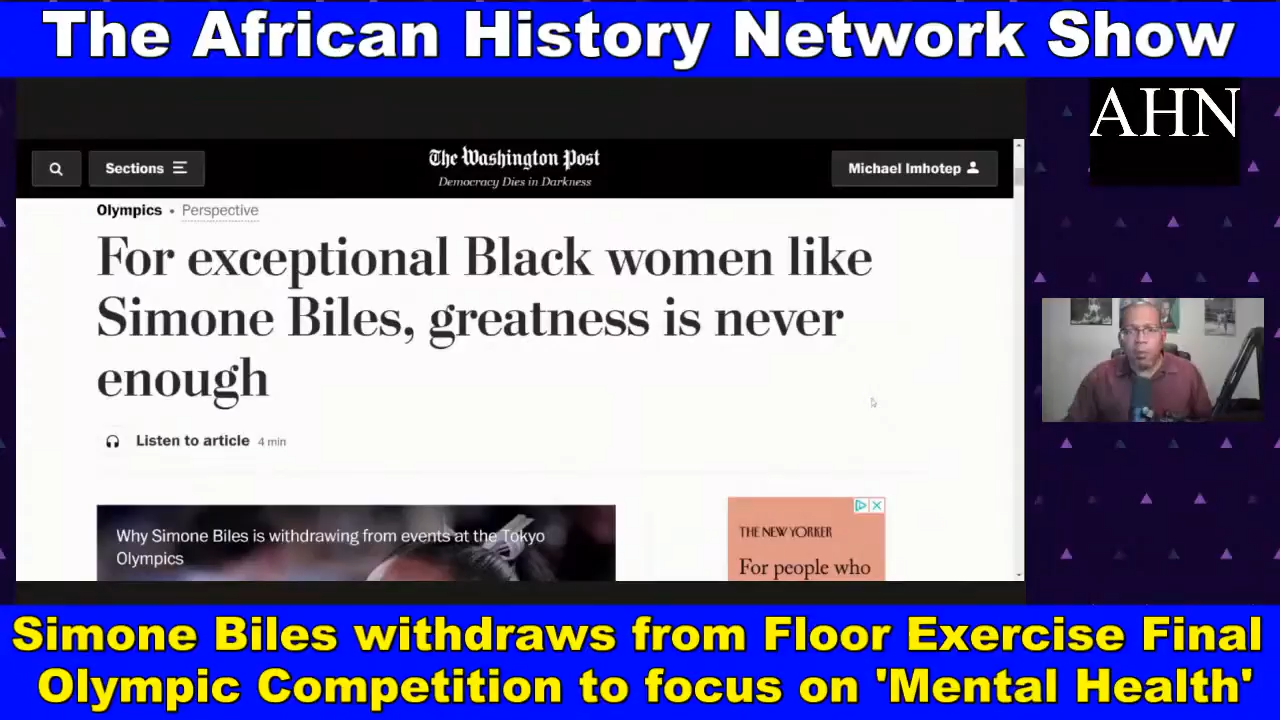 The African History Network Show
AHN
Sections
The Washington Post
Democracy Dies in Darkness
Michael Imhotep
Olympics • Perspective
For exceptional Black women like
Simone Biles, greatness is never
enough
Listen to article 4 min
Why Simone Biles is withdrawing from events at the Tokyo
Olympics
THE NEW YORKER
For people who
Simone Biles withdraws from Floor Exercise Final
Olympic Competition to focus on 'Mental Health'